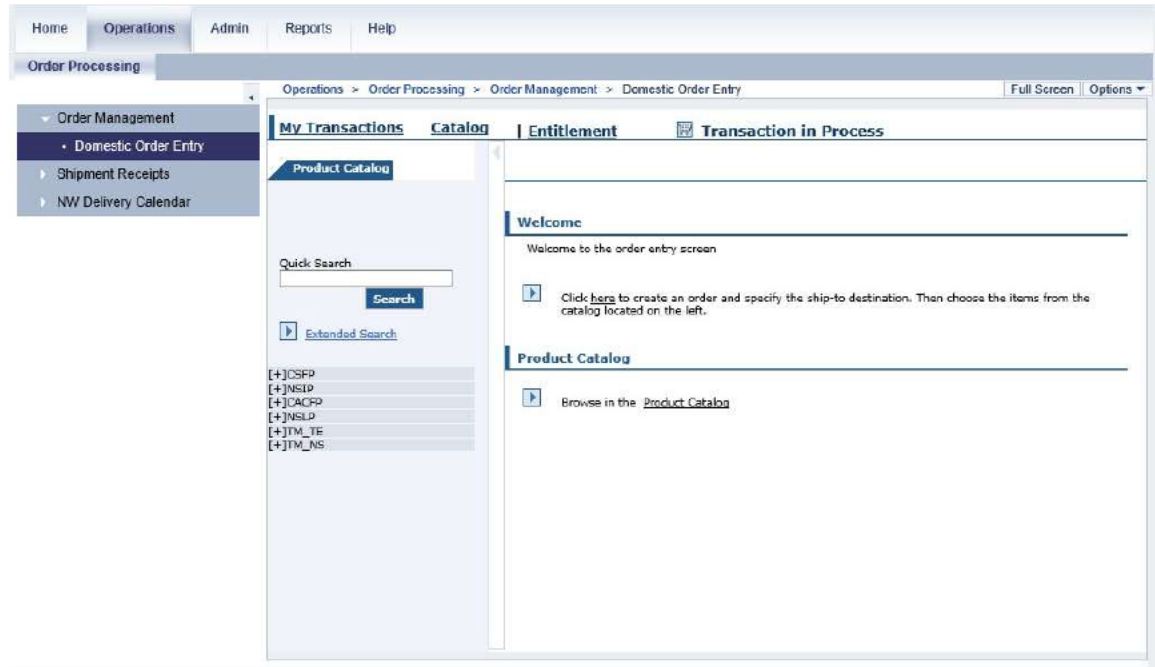 Home Operations Admin Reports Help
Order Processing
Operations > Order Processing > Order Management > Domestic Order Entry Full Screen Options
Order Management
• Domestic Order Entry
Shipment Receipts
NW Delivery Calendar
My Transactions Catalog | Entitlement Transaction in Process
Product Catalog
Quick Search
Search
Extended Search
[+]CSFP
[+]NSIP
[+]CACFP
[+]NSLP
[+]TM_TE
[+]TM_NS
Welcome
Welcome to the order entry screen
Click here to create an order and specify the ship-to destination. Then choose the items from the
catalog located on the left.
Product Catalog
Browse in the Product Catalog